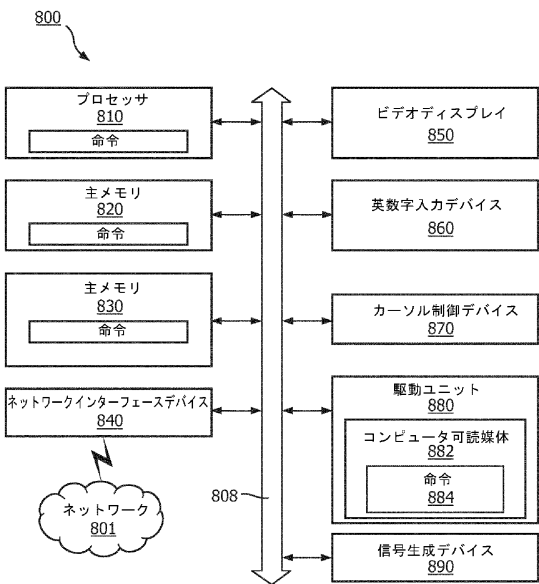 800
プロセッサ
810
命令
主メモリ
820
命令
主メモリ
830
命令
ネットワークインターフェースデバイス
840
ネットワーク
801
808
ビデオディスプレイ
850
英数字入力デバイス
860
カーソル制御デバイス
870
駆動ユニット
880
コンピュータ可読媒体
882
命令
884
信号生成デバイス
890